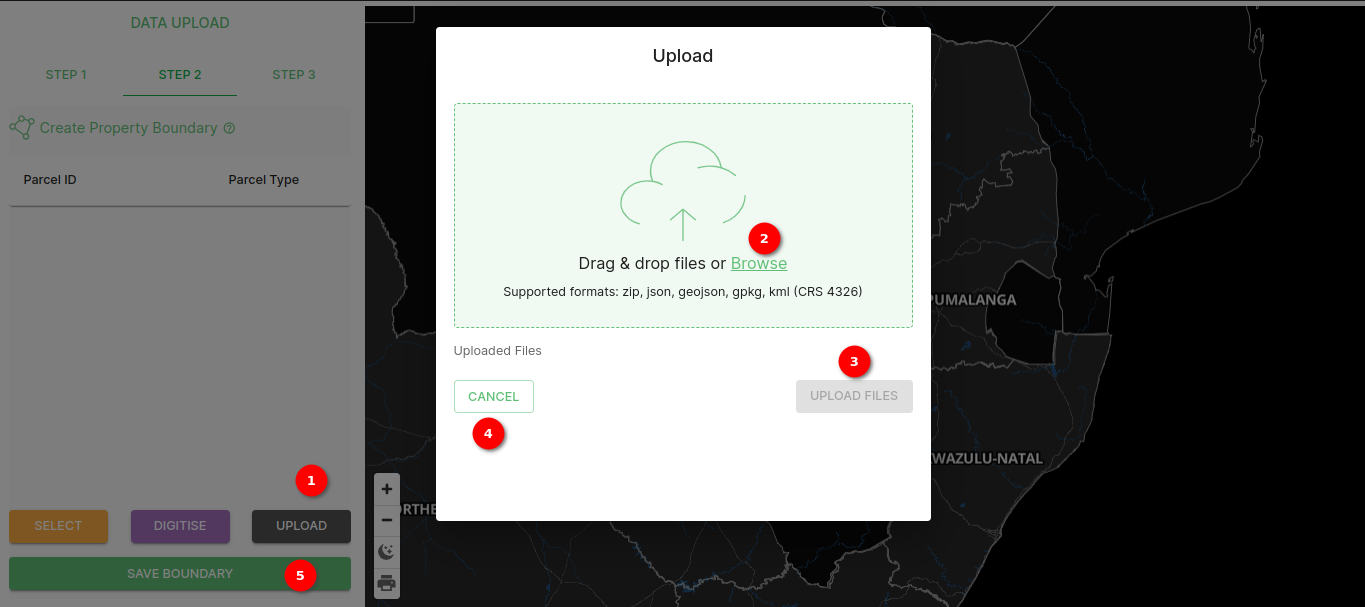 DATA UPLOAD
STEP 1
STEP 2
STEP 3
Create Property Boundary
Parcel ID
Parcel Type
1
SELECT
DIGITISE
UPLOAD
SAVE BOUNDARY
5
Upload
2
Drag & drop files or Browse
Supported formats: zip, json, geojson, gpkg, kml (CRS 4326)
Uploaded Files
3
CANCEL
UPLOAD FILES
4
PUMALANGA
WAZULU-NATAL
ORTHE
+
−